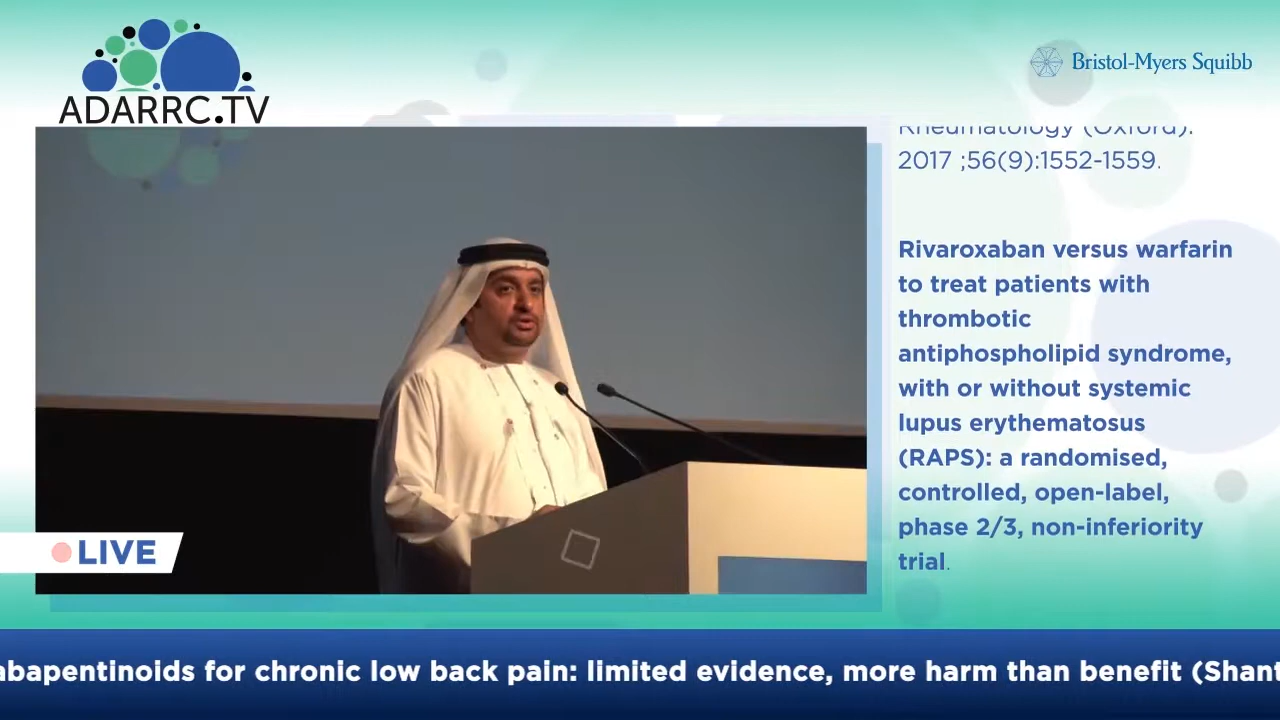 ADARRC.TV
Bristol-Myers Squibb
Rheumatology (Oxford).
2017 ;56(9):1552-1559.
Rivaroxaban versus warfarin
to treat patients with
thrombotic
antiphospholipid syndrome,
with or without systemic
lupus erythematosus
(RAPS): a randomised,
controlled, open-label,
phase 2/3, non-inferiority
trial.
LIVE
abapentinoids for chronic low back pain: limited evidence, more harm than benefit (Shant